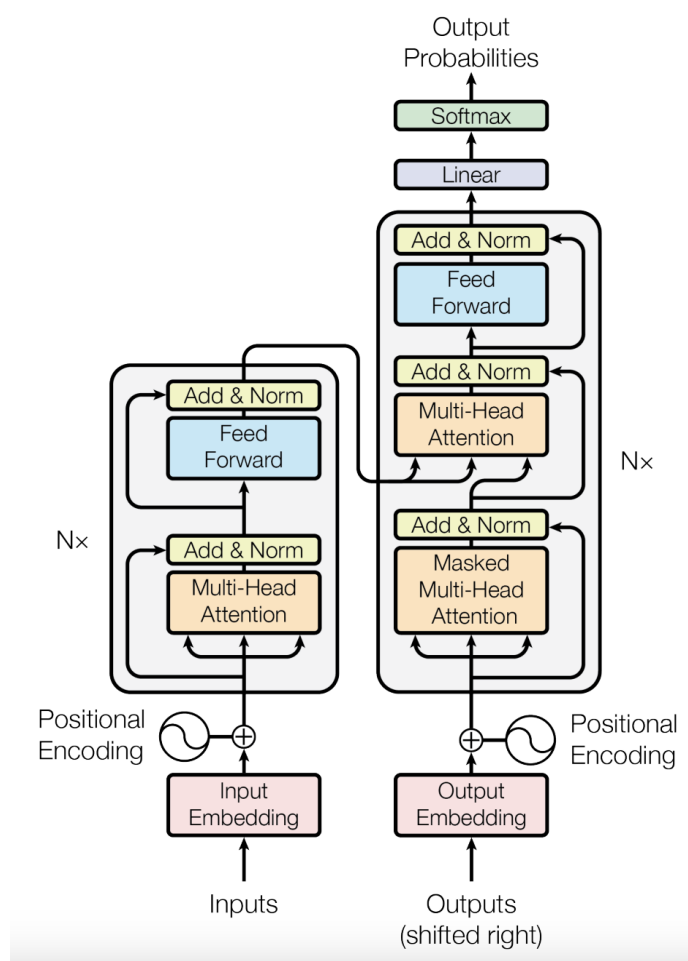 Output
Probabilities
Softmax
Linear
Add & Norm
Feed
Forward
Add & Norm
Multi-Head
Attention
Add & Norm
Masked
Multi-Head
Attention
Nx
Add & Norm
Feed
Forward
Add & Norm
Multi-Head
Attention
Nx
Positional
Encoding
Positional
Encoding
Input
Embedding
Output
Embedding
Inputs
Outputs
(shifted right)